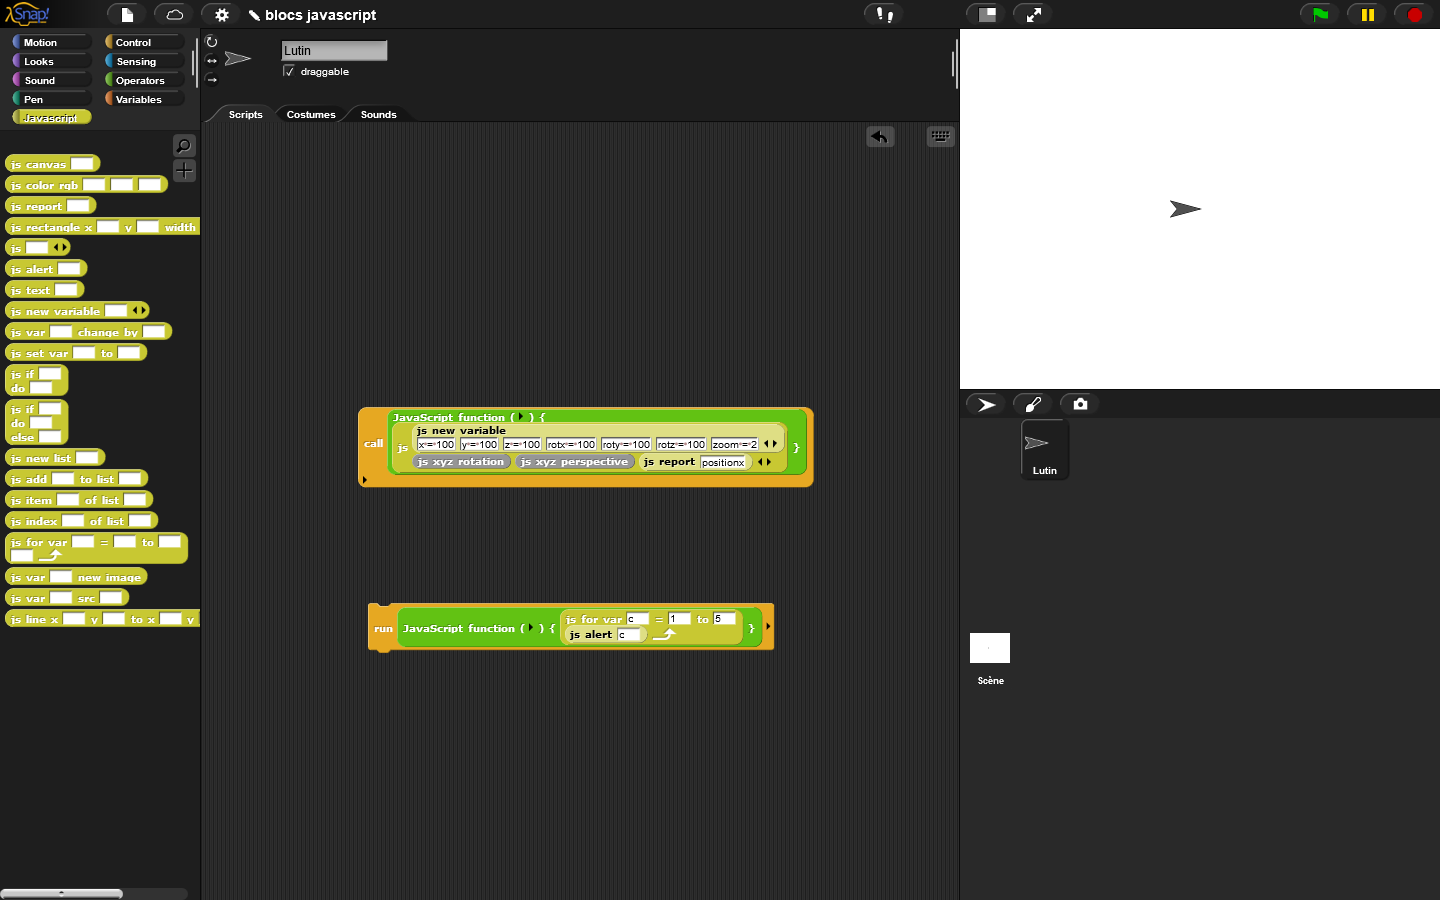 Snap!
blocs javascript
Motion
Control
Looks
Sensing
Sound
Operators
Pen
Variables
Javascript
js canvas
js color rgb
js report
js rectangle x y width
js
js alert
js text
js new variable
js var change by
js set var to
js if
do
js if
do
else
js new list
js add to list
js item of list
js index of list
js for var = to
js var new image
js var src
js line x y to x y
Lutin
draggable
Scripts
Costumes
Sounds
call
JavaScript function ( ) {
js
js new variable
x = 100 y = 100 z = 100 rotx = 100 roty = 100 rotz = 100 zoom = 2
js xyz rotation js xyz perspective js report positionx
}
run JavaScript function ( ) { js for var c = 1 to 5
js alert c }
Lutin
Scène